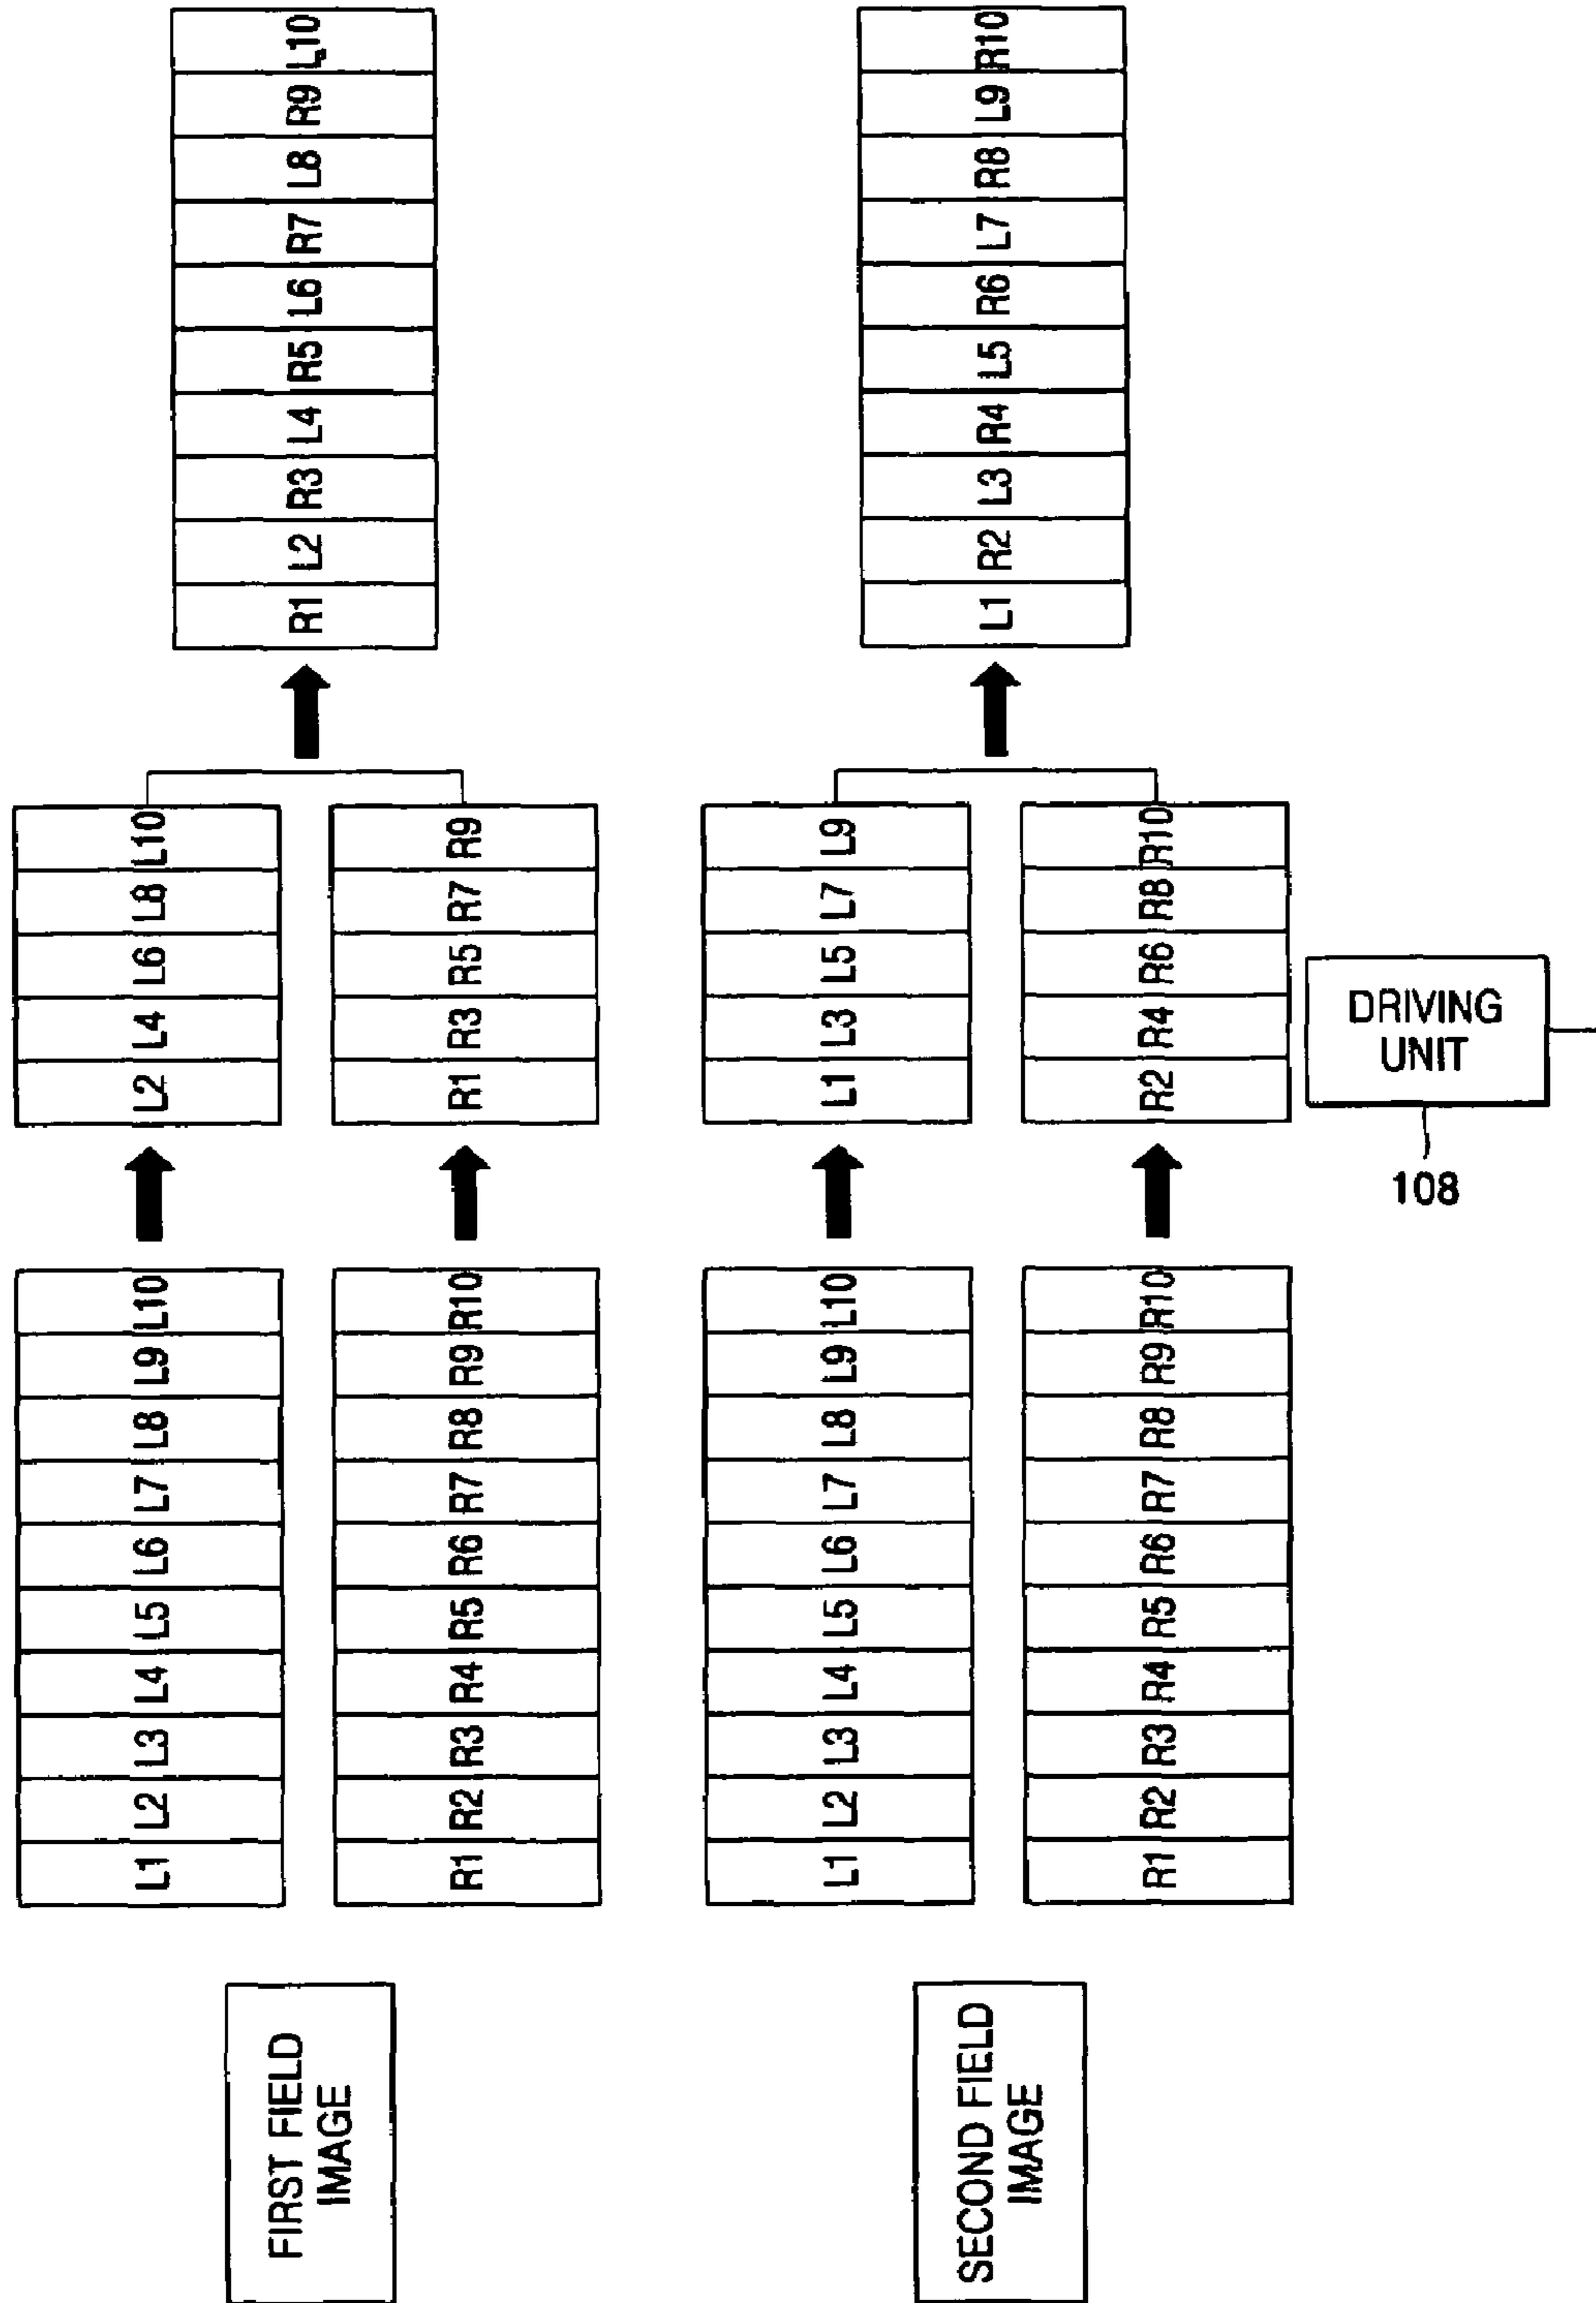 FIRST FIELD
IMAGE
L1 L2 L3 L4 L5 L6 L7 L8 L9 L10
R1 R2 R3 R4 R5 R6 R7 R8 R9 R10
L2 L4 L6 L8 L10
R1 R3 R5 R7 R9
R1 L2 R3 L4 R5 L6 R7 L8 R9 L10
SECOND FIELD
IMAGE
L1 L2 L3 L4 L5 L6 L7 L8 L9 L10
R1 R2 R3 R4 R5 R6 R7 R8 R9 R10
L1 L3 L5 L7 L9
R2 R4 R6 R8 R10
L1 R2 L3 R4 L5 R6 L7 R8 L9 R10
DRIVING
UNIT
108